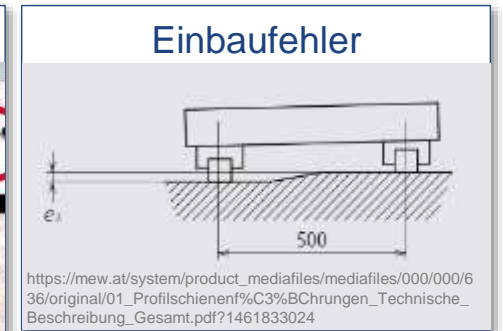 Einbaufehler
500
https://mew.at/system/product_mediafiles/mediafiles/000/000/6
36/original/01_Profilschienenf%C3%BChrungen_Technische_
Beschreibung_Gesamt.pdf?1461833024